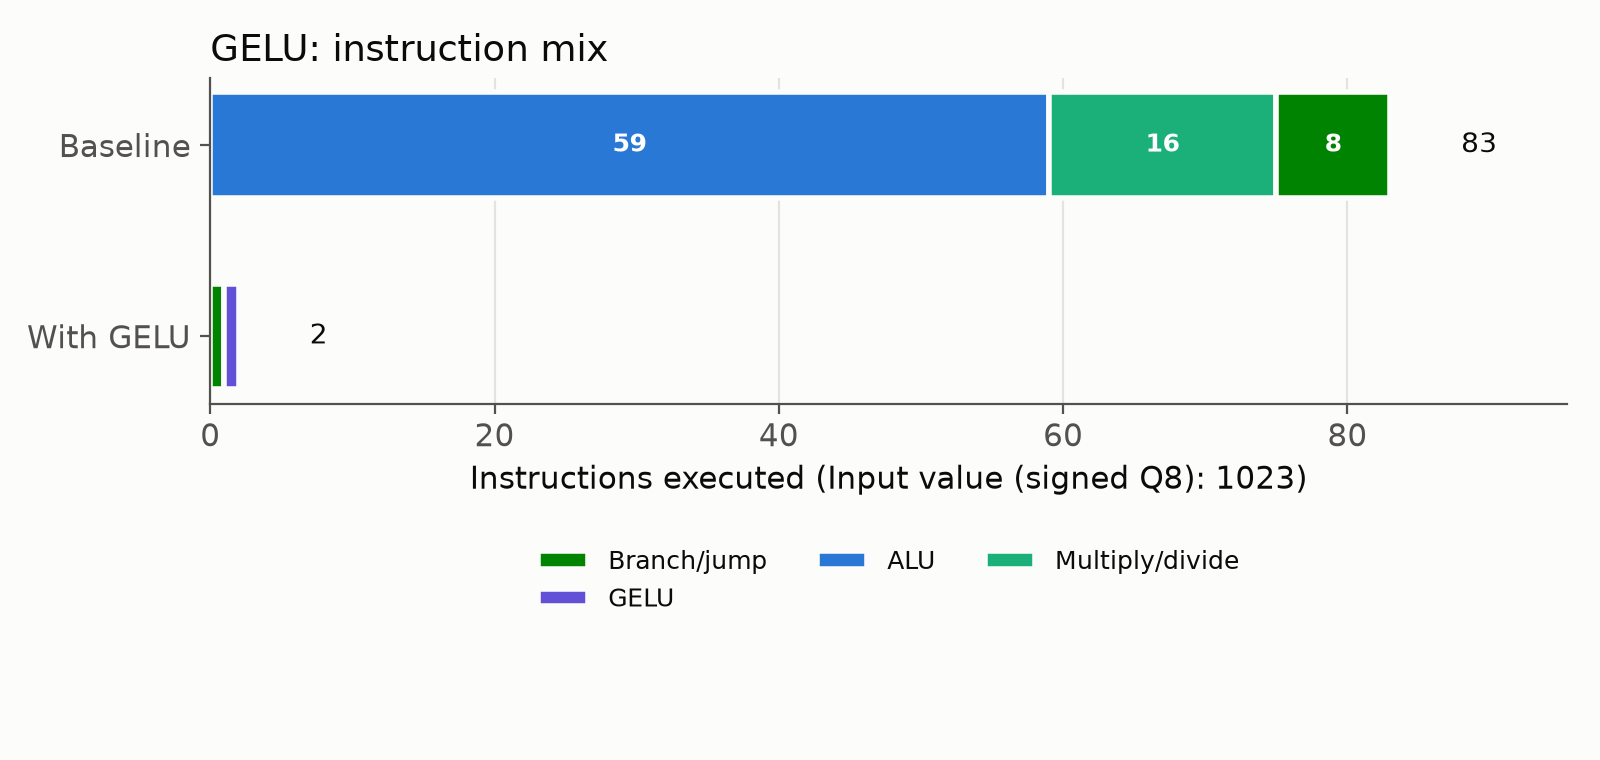 GELU: instruction mix
Baseline
59
16
8
83
With GELU
2
0 20 40 60 80
Instructions executed (Input value (signed Q8): 1023)
Branch/jump ALU Multiply/divide
GELU